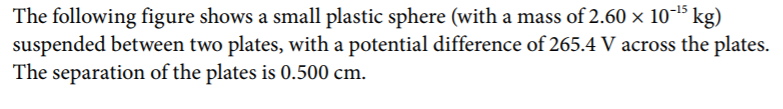 The following figure shows a small plastic sphere (with a mass of 2.60 × 10⁻¹⁵ kg)
suspended between two plates, with a potential difference of 265.4 V across the plates.
The separation of the plates is 0.500 cm.